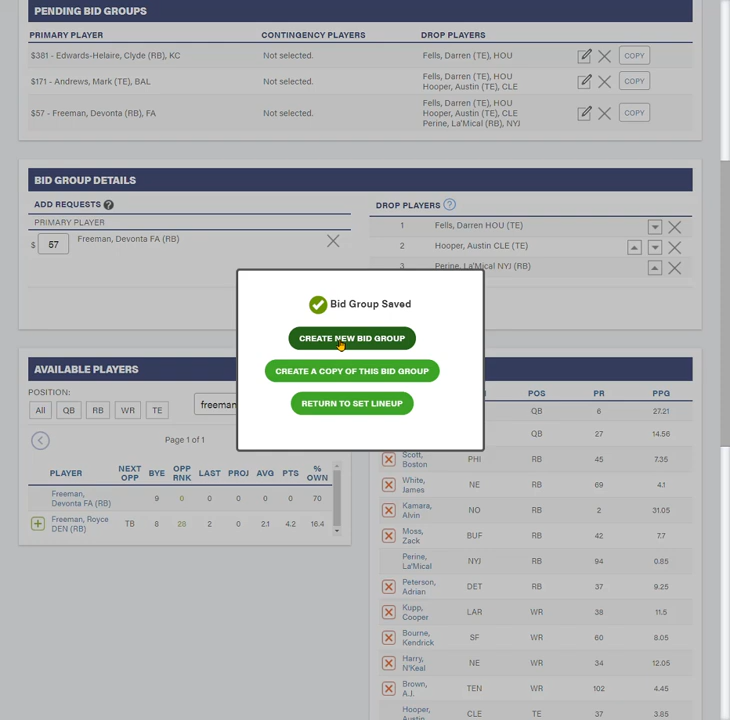 PENDING BID GROUPS
PRIMARY PLAYER CONTINGENCY PLAYERS DROP PLAYERS
$381 - Edwards-Helaire, Clyde (RB), KC Not selected. Fells, Darren (TE), HOU COPY
$171 - Andrews, Mark (TE), BAL Not selected. Fells, Darren (TE), HOU COPY
Hooper, Austin (TE), CLE
Fells, Darren (TE), HOU
$57 - Freeman, Devonta (RB), FA Not selected. Hooper, Austin (TE), CLE COPY
Perine, La'Mical (RB), NYJ
BID GROUP DETAILS
ADD REQUESTS ? DROP PLAYERS ?
PRIMARY PLAYER
1 Fells, Darren HOU (TE)
$ 57 Freeman, Devonta FA (RB)
2 Hooper, Austin CLE (TE)
3 Perine, La'Mical NYJ (RB)
Bid Group Saved
CREATE NEW BID GROUP
CREATE A COPY OF THIS BID GROUP
RETURN TO SET LINEUP
AVAILABLE PLAYERS
POSITION:
All QB RB WR TE freeman
Page 1 of 1
PLAYER NEXT OPP BYE OPP RNK LAST PROJ AVG PTS % OWN
Freeman, Devonta FA (RB) 9 0 0 0 0 0 70
Freeman, Royce DEN (RB) TB 8 28 2 0 2.1 4.2 16.4
POS PR PPG
QB 6 27.21
QB 27 14.56
Scott, Boston PHI RB 45 7.35
White, James NE RB 69 4.1
Kamara, Alvin NO RB 2 31.05
Moss, Zack BUF RB 42 7.7
Perine, La'Mical NYJ RB 94 0.85
Peterson, Adrian DET RB 37 9.25
Kupp, Cooper LAR WR 38 11.5
Bourne, Kendrick SF WR 60 8.05
Harry, N'Keal NE WR 34 12.05
Brown, A.J. TEN WR 102 4.45
Hooper, Austin CLE TE 37 3.85